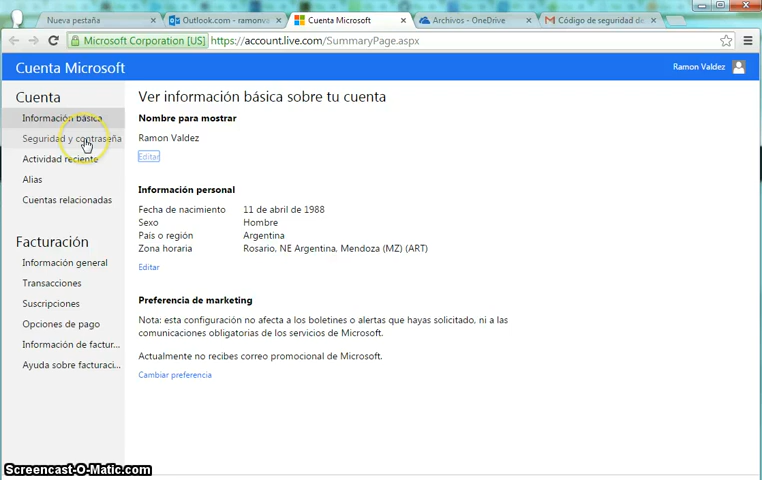 Nueva pestaña
Outlook.com - ramonva
Cuenta Microsoft
Archivos - OneDrive
Código de seguridad de
Microsoft Corporation [US]
https://account.live.com/SummaryPage.aspx
Cuenta Microsoft
Ramon Valdez
Cuenta
Información básica
Seguridad y contraseña
Actividad reciente
Alias
Cuentas relacionadas
Facturación
Información general
Transacciones
Suscripciones
Opciones de pago
Información de factur...
Ayuda sobre facturaci...
Ver información básica sobre tu cuenta
Nombre para mostrar
Ramon Valdez
Editar
Información personal
Fecha de nacimiento 11 de abril de 1988
Sexo Hombre
País o región Argentina
Zona horaria Rosario, NE Argentina, Mendoza (MZ) (ART)
Editar
Preferencia de marketing
Nota: esta configuración no afecta a los boletines o alertas que hayas solicitado, ni a las
comunicaciones obligatorias de los servicios de Microsoft.
Actualmente no recibes correo promocional de Microsoft.
Cambiar preferencia
Screencast-O-Matic.com